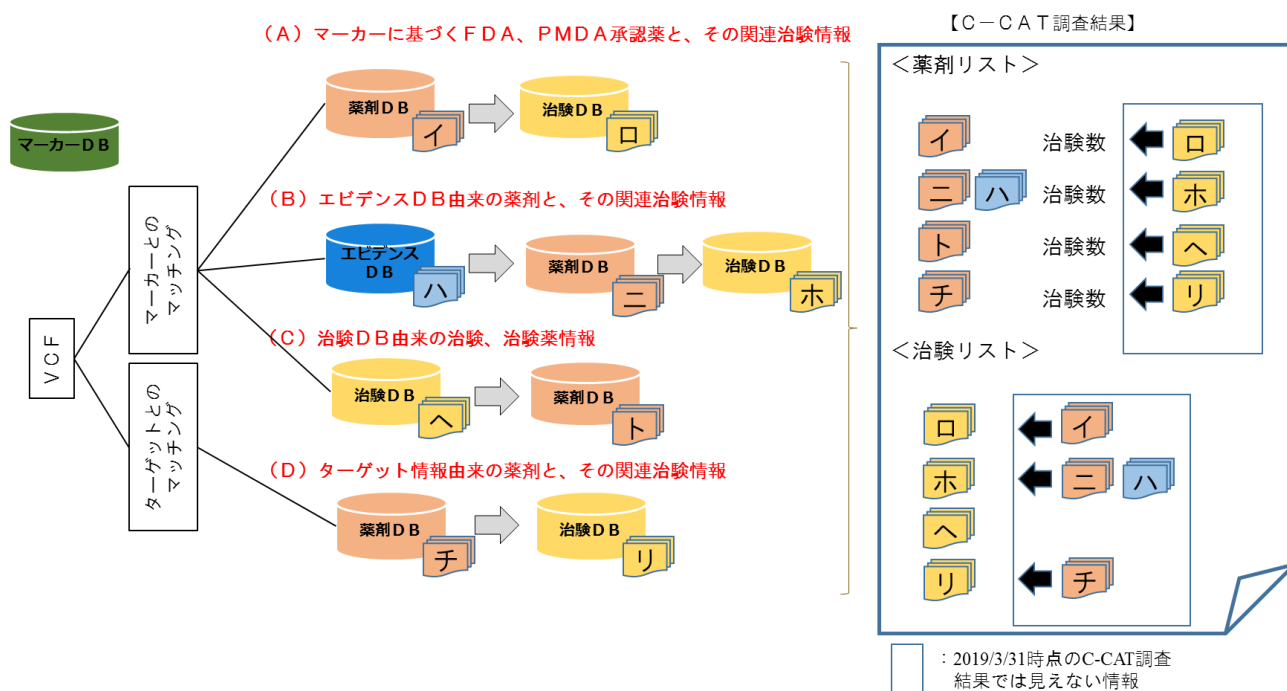 【C－CAT調査結果】
（A）マーカーに基づくFDA、PMDA承認薬と、その関連治験情報
マーカーDB
薬剤DB
イ
治験DB
ロ
（B）エビデンスDB由来の薬剤と、その関連治験情報
エビデンス
DB
ハ
薬剤DB
ニ
治験DB
ホ
（C）治験DB由来の治験、治験薬情報
治験DB
ヘ
薬剤DB
ト
（D）ターゲット情報由来の薬剤と、その関連治験情報
薬剤DB
チ
治験DB
リ
VCF
マーカーとの
マッチング
ターゲットとの
マッチング
＜薬剤リスト＞
イ 治験数 ロ
ニ ハ 治験数 ホ
ト 治験数 ヘ
チ 治験数 リ
＜治験リスト＞
ロ イ
ホ ニ ハ
ヘ
リ チ
：2019/3/31時点のC-CAT調査
結果では見えない情報